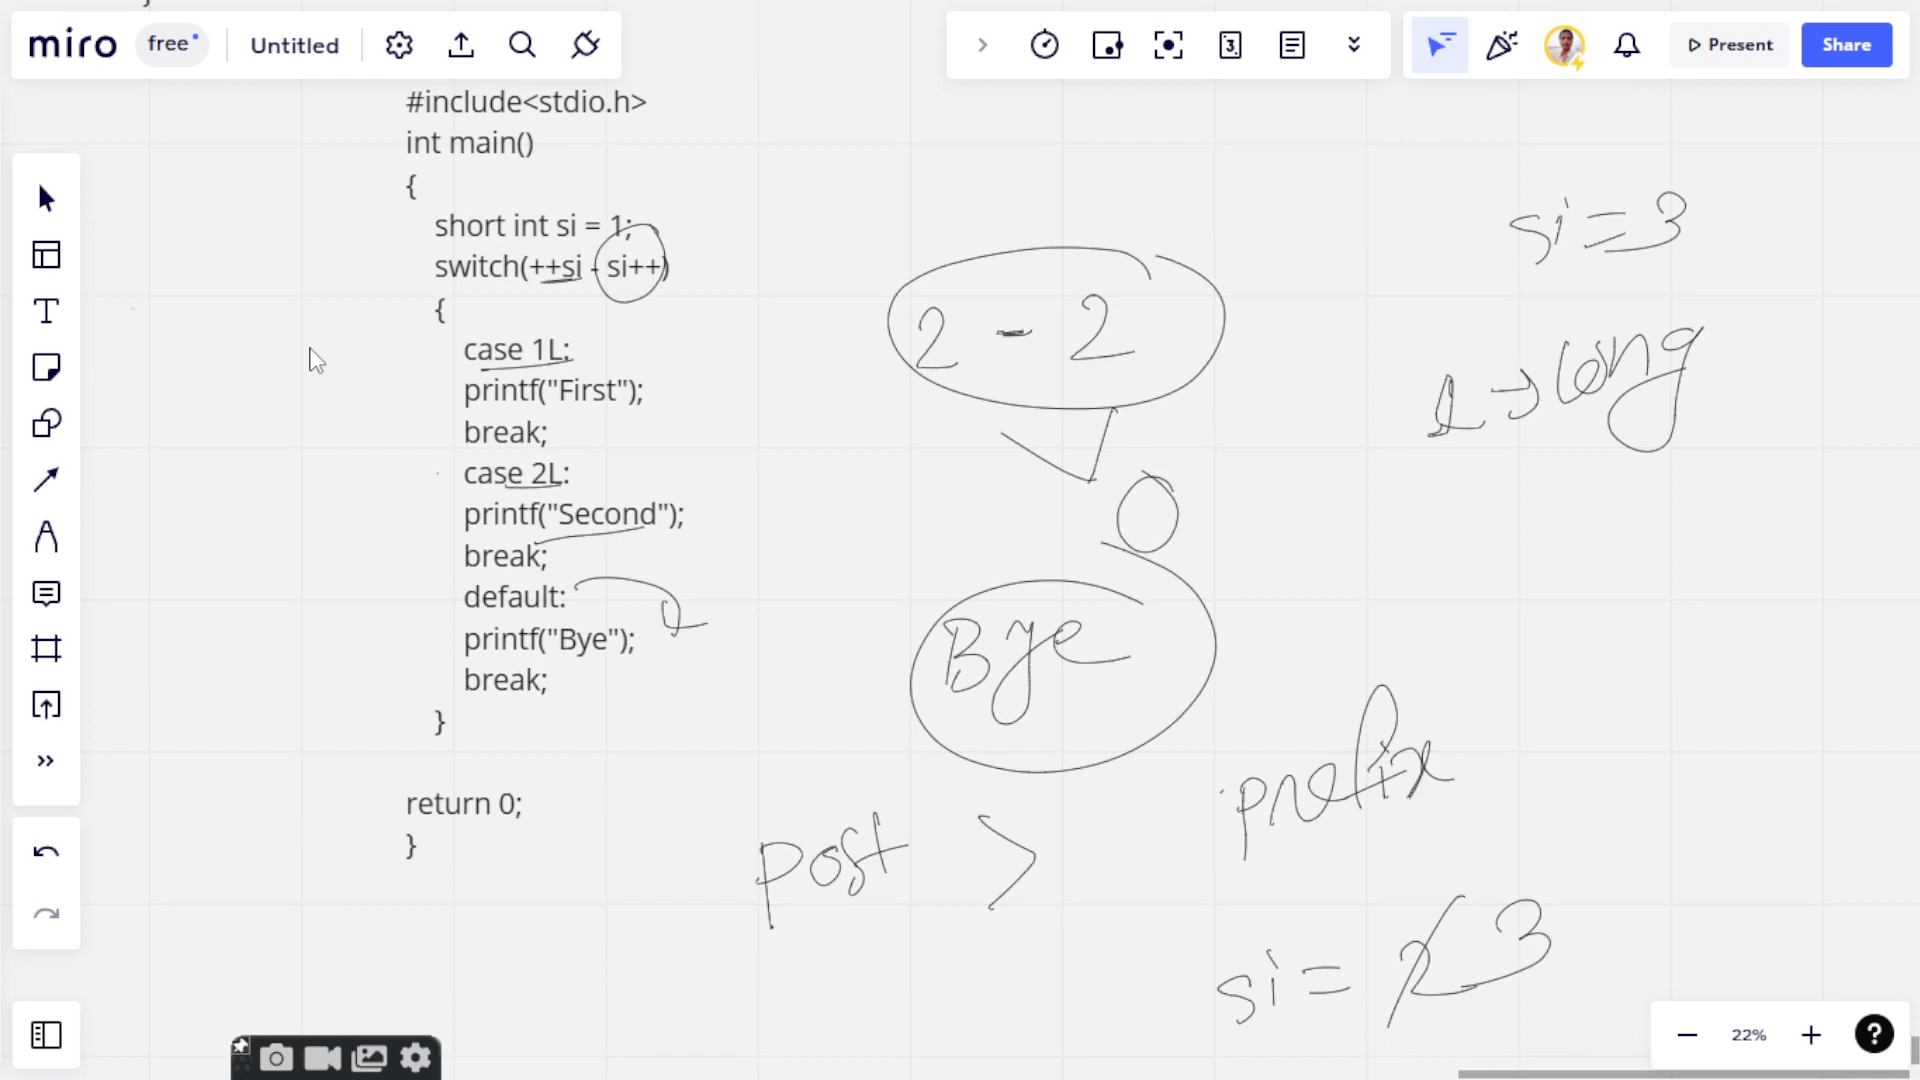 miro free Untitled Present Share
#include<stdio.h>
int main()
{
short int si = 1;
switch(++si - si++)
{
case 1L:
printf("First");
break;
case 2L:
printf("Second");
break;
default:
printf("Bye");
break;
}
return 0;
}
2 - 2
0
Bye
si = 3
L → long
post >
prefix
si = 2 3
22%